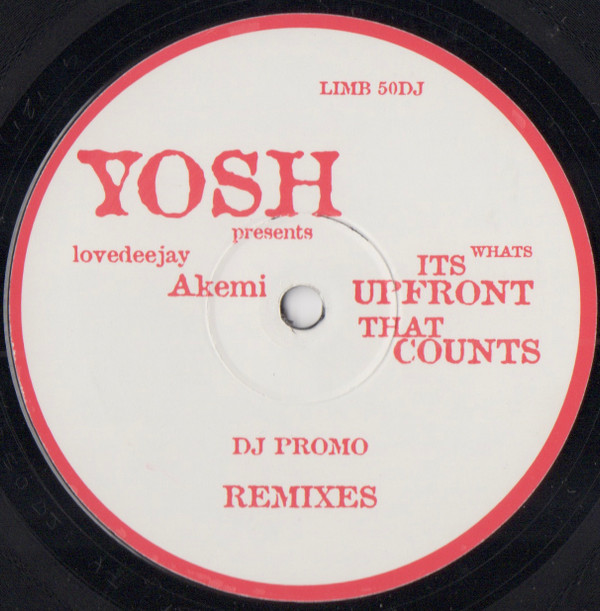 LIMB 50DJ
YOSH
presents
lovedeejay
Akemi
WHATS
ITS
UPFRONT
THAT
COUNTS
DJ PROMO
REMIXES